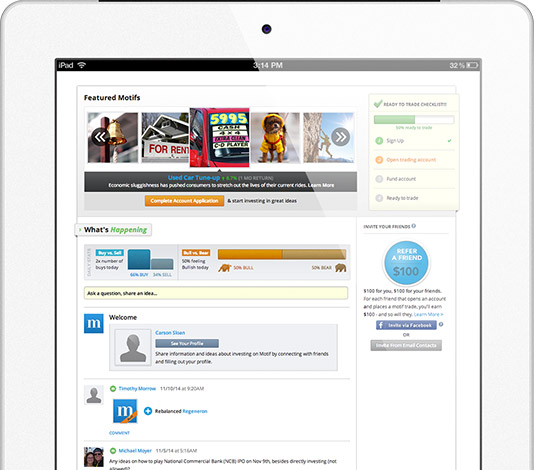 iPad
3:14 PM
32 %
Featured Motifs
FOR RENT
5995
CASH
4X4
EXTRA CLEAN
C-D PLAYER
Used Car Tune-up 6.7% (1 MO RETURN)
Economic sluggishness has pushed consumers to stretch out the lives of their current rides. Learn More
Complete Account Application & start investing in great ideas
READY TO TRADE CHECKLIST!
50% ready to trade
1 Sign Up
2 Open trading account
3 Fund account
4 Ready to trade
What's Happening
DAILY STATS
Buy vs. Sell
2x number of
buys today
66% BUY 34% SELL
Bull vs. Bear
50% feeling
Bullish today
50% BULL 50% BEAR
Ask a question, share an idea...
INVITE YOUR FRIENDS
REFER
A FRIEND
$100
$100 for you, $100 for your friends.
For each friend that opens an account
and places a motif trade, you'll earn
$100 - and so will they. Learn More >
Invite via Facebook
OR
Invite From Email Contacts
m
Welcome
Carson Sloan
See Your Profile
Share information and ideas about investing on Motif by connecting with friends
and filling out your profile.
Timothy Morrow 11/10/14 at 9:20AM
m
Rebalanced Regeneron
COMMENT
Michael Moyer 11/5/14 at 5:18AM
Any ideas on how to play National Commercial Bank (NCB) IPO on Nov 9th, besides directly investing (not
allowed)?